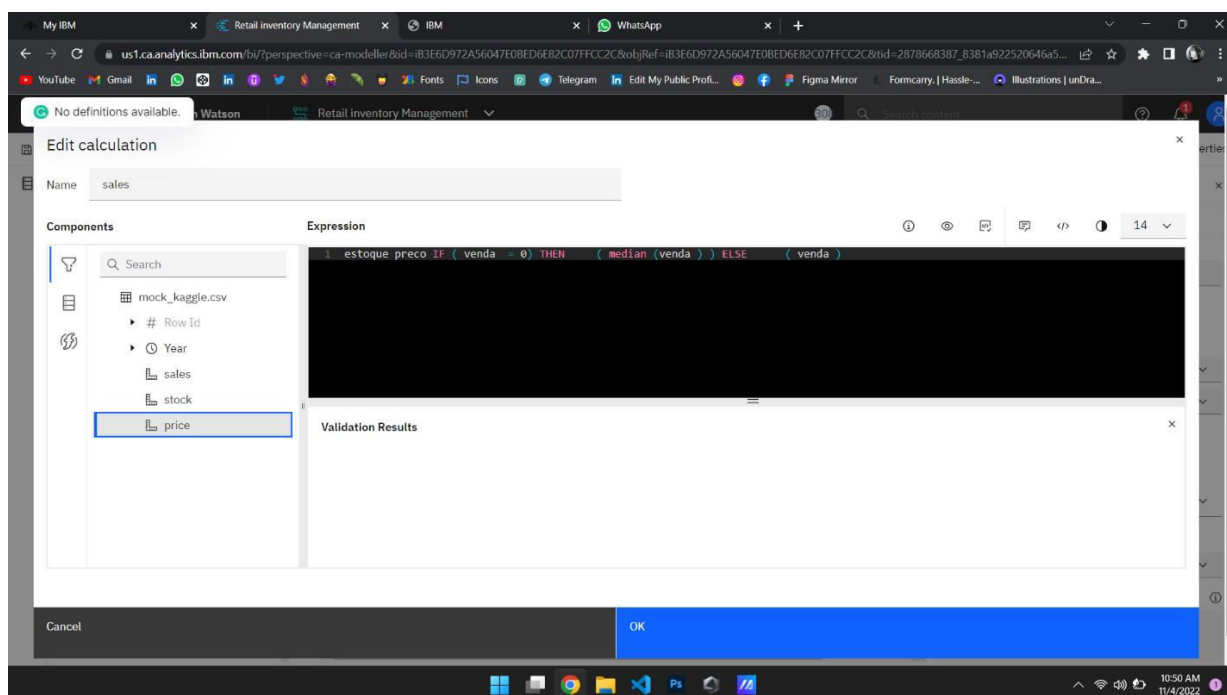 My IBM
Retail inventory Management
IBM
WhatsApp
us1.ca.analytics.ibm.com/bi/?perspective=ca-modeller&id=iB3F6D972A56047E0BED6E82C07FFCC2C&objRef=iB3F6D972A56047E0BED6E82C07FFCC2C&tid=2878668387_8381a922520646a5...
YouTube
Gmail
Fonts
Icons
Telegram
Edit My Public Profi...
Figma Mirror
Formcarry. | Hassle-...
Illustrations | unDra...
No definitions available.
Watson
Retail inventory Management
Search content
Edit calculation
erties
Name
sales
Components
Expression
14
Search
1 estoque preco IF ( venda = 0) THEN ( median (venda ) ) ELSE ( venda )
mock_kaggle.csv
# Row Id
Year
sales
stock
price
Validation Results
Cancel
OK
10:50 AM
11/4/2022
1